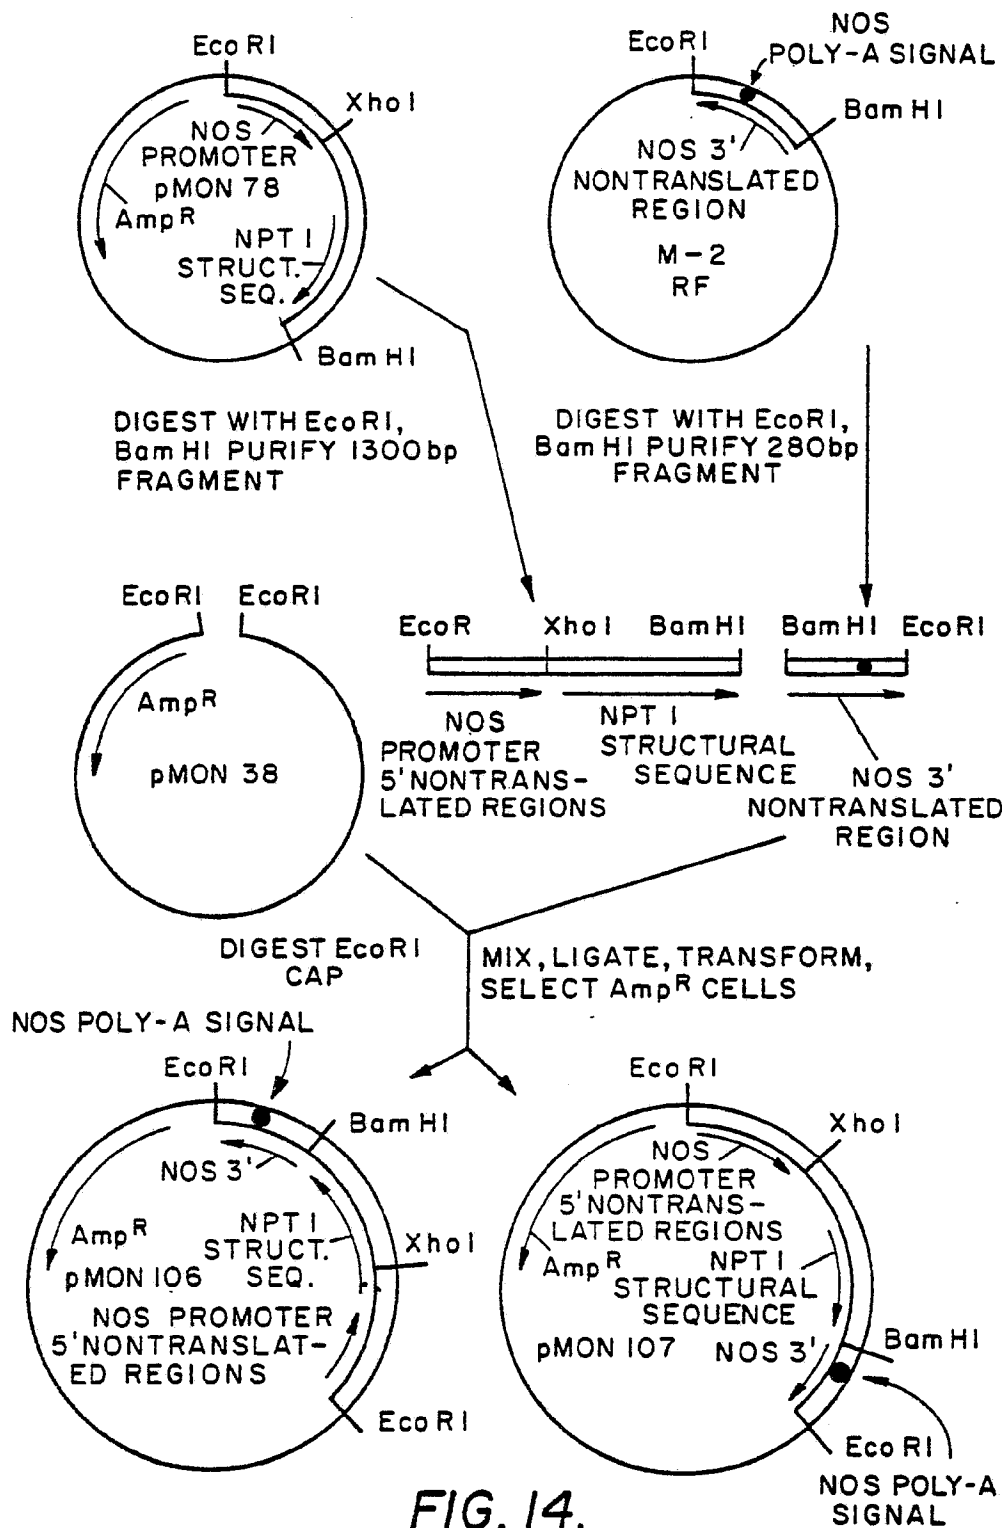 EcoRI
XhoI
NOS
PROMOTER
pMON 78
AmpR
NPT I
STRUCT.
SEQ.
BamHI
NOS
POLY-A SIGNAL
EcoRI
BamHI
NOS 3'
NONTRANSLATED
REGION
M-2
RF
DIGEST WITH EcoRI,
BamHI PURIFY 1300bp
FRAGMENT
DIGEST WITH EcoRI,
BamHI PURIFY 280bp
FRAGMENT
EcoRI EcoRI
AmpR
pMON 38
EcoR XhoI BamHI BamHI EcoRI
NOS
PROMOTER
5'NONTRANS-
LATED REGIONS
NPT I
STRUCTURAL
SEQUENCE
NOS 3'
NONTRANSLATED
REGION
DIGEST EcoRI
CAP
MIX, LIGATE, TRANSFORM,
SELECT AmpR CELLS
NOS POLY-A SIGNAL
EcoRI
BamHI
NOS 3'
AmpR
NPT I
STRUCT.
SEQ.
XhoI
pMON 106
NOS PROMOTER
5'NONTRANSLAT-
ED REGIONS
EcoRI
EcoRI
XhoI
NOS
PROMOTER
5'NONTRANS-
LATED REGIONS
AmpR
NPT I
STRUCTURAL
SEQUENCE
pMON 107
NOS 3'
BamHI
EcoRI
NOS POLY-A
SIGNAL
FIG. 14.